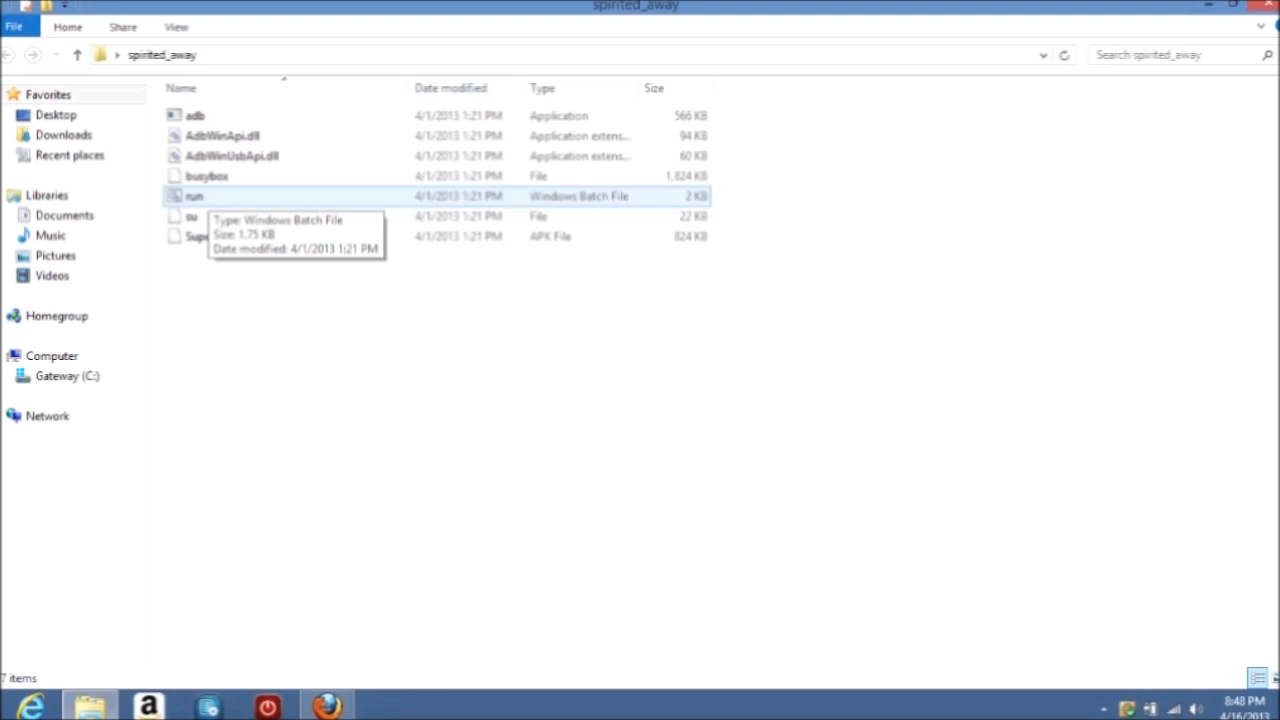 spirited_away
File Home Share View
spirited_away Search spirited_away
Name Date modified Type Size
Favorites
Desktop
Downloads
Recent places
Libraries
Documents
Music
Pictures
Videos
Homegroup
Computer
Gateway (C:)
Network
adb 4/1/2013 1:21 PM Application 566 KB
AdbWinApi.dll 4/1/2013 1:21 PM Application extens... 94 KB
AdbWinUsbApi.dll 4/1/2013 1:21 PM Application extens... 60 KB
busybox 4/1/2013 1:21 PM File 1,824 KB
run 4/1/2013 1:21 PM Windows Batch File 2 KB
su 4/1/2013 1:21 PM File 22 KB
Supe 4/1/2013 1:21 PM APK File 824 KB
Type: Windows Batch File
Size: 1.75 KB
Date modified: 4/1/2013 1:21 PM
7 items
a
8:48 PM
4/16/2013